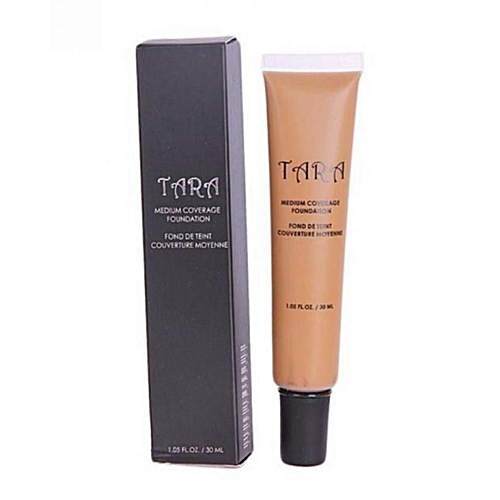 TARA
MEDIUM COVERAGE
FOUNDATION
FOND DE TEINT
COUVERTURE MOYENNE
1.05 FL.OZ. / 30 ML
TARA
MEDIUM COVERAGE
FOUNDATION
FOND DE TEINT
COUVERTURE MOYENNE
1.05 FL.OZ. / 30 ML